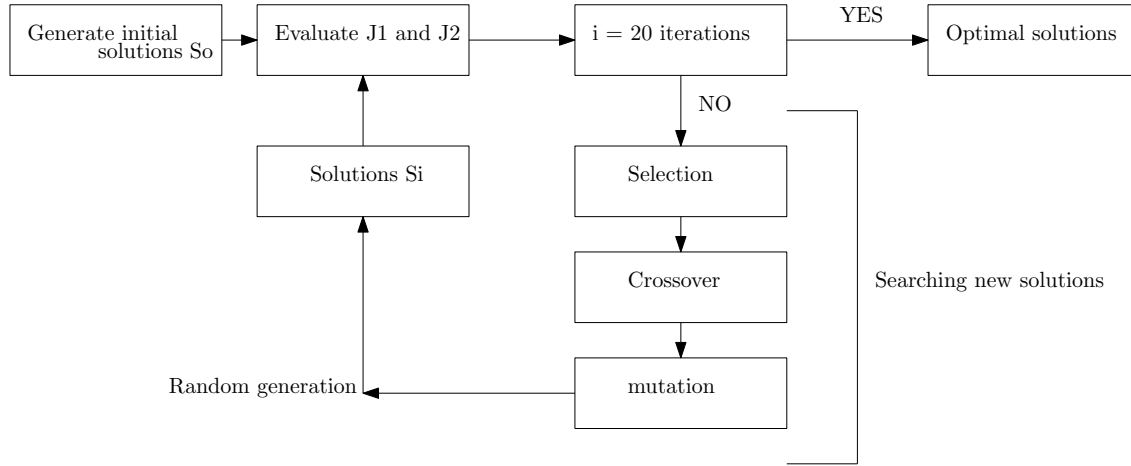 Generate initial
solutions So
Evaluate J1 and J2
i = 20 iterations
YES
Optimal solutions
NO
Solutions Si
Selection
Crossover
Searching new solutions
Random generation
mutation